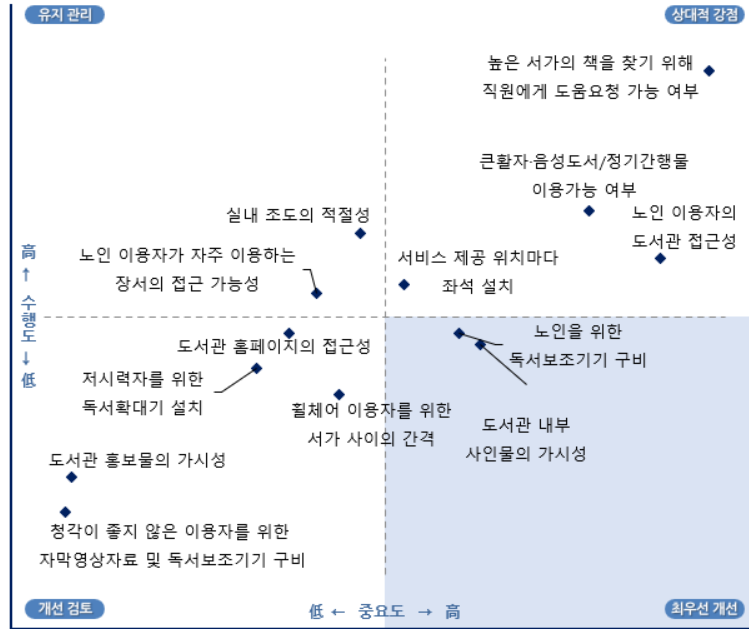 유지 관리
상대적 강점
높은 서가의 책을 찾기 위해
직원에게 도움요청 가능 여부
큰활자·음성도서/정기간행물
이용가능 여부
노인 이용자의
도서관 접근성
실내 조도의 적절성
노인 이용자가 자주 이용하는
장서의 접근 가능성
서비스 제공 위치마다
좌석 설치
高
↑
수행도
↓
低
노인을 위한
독서보조기기 구비
도서관 홈페이지의 접근성
저시력자를 위한
독서확대기 설치
휠체어 이용자를 위한
서가 사이의 간격
도서관 내부
사인물의 가시성
도서관 홍보물의 가시성
청각이 좋지 않은 이용자를 위한
자막영상자료 및 독서보조기기 구비
개선 검토
低 ← 중요도 → 高
최우선 개선